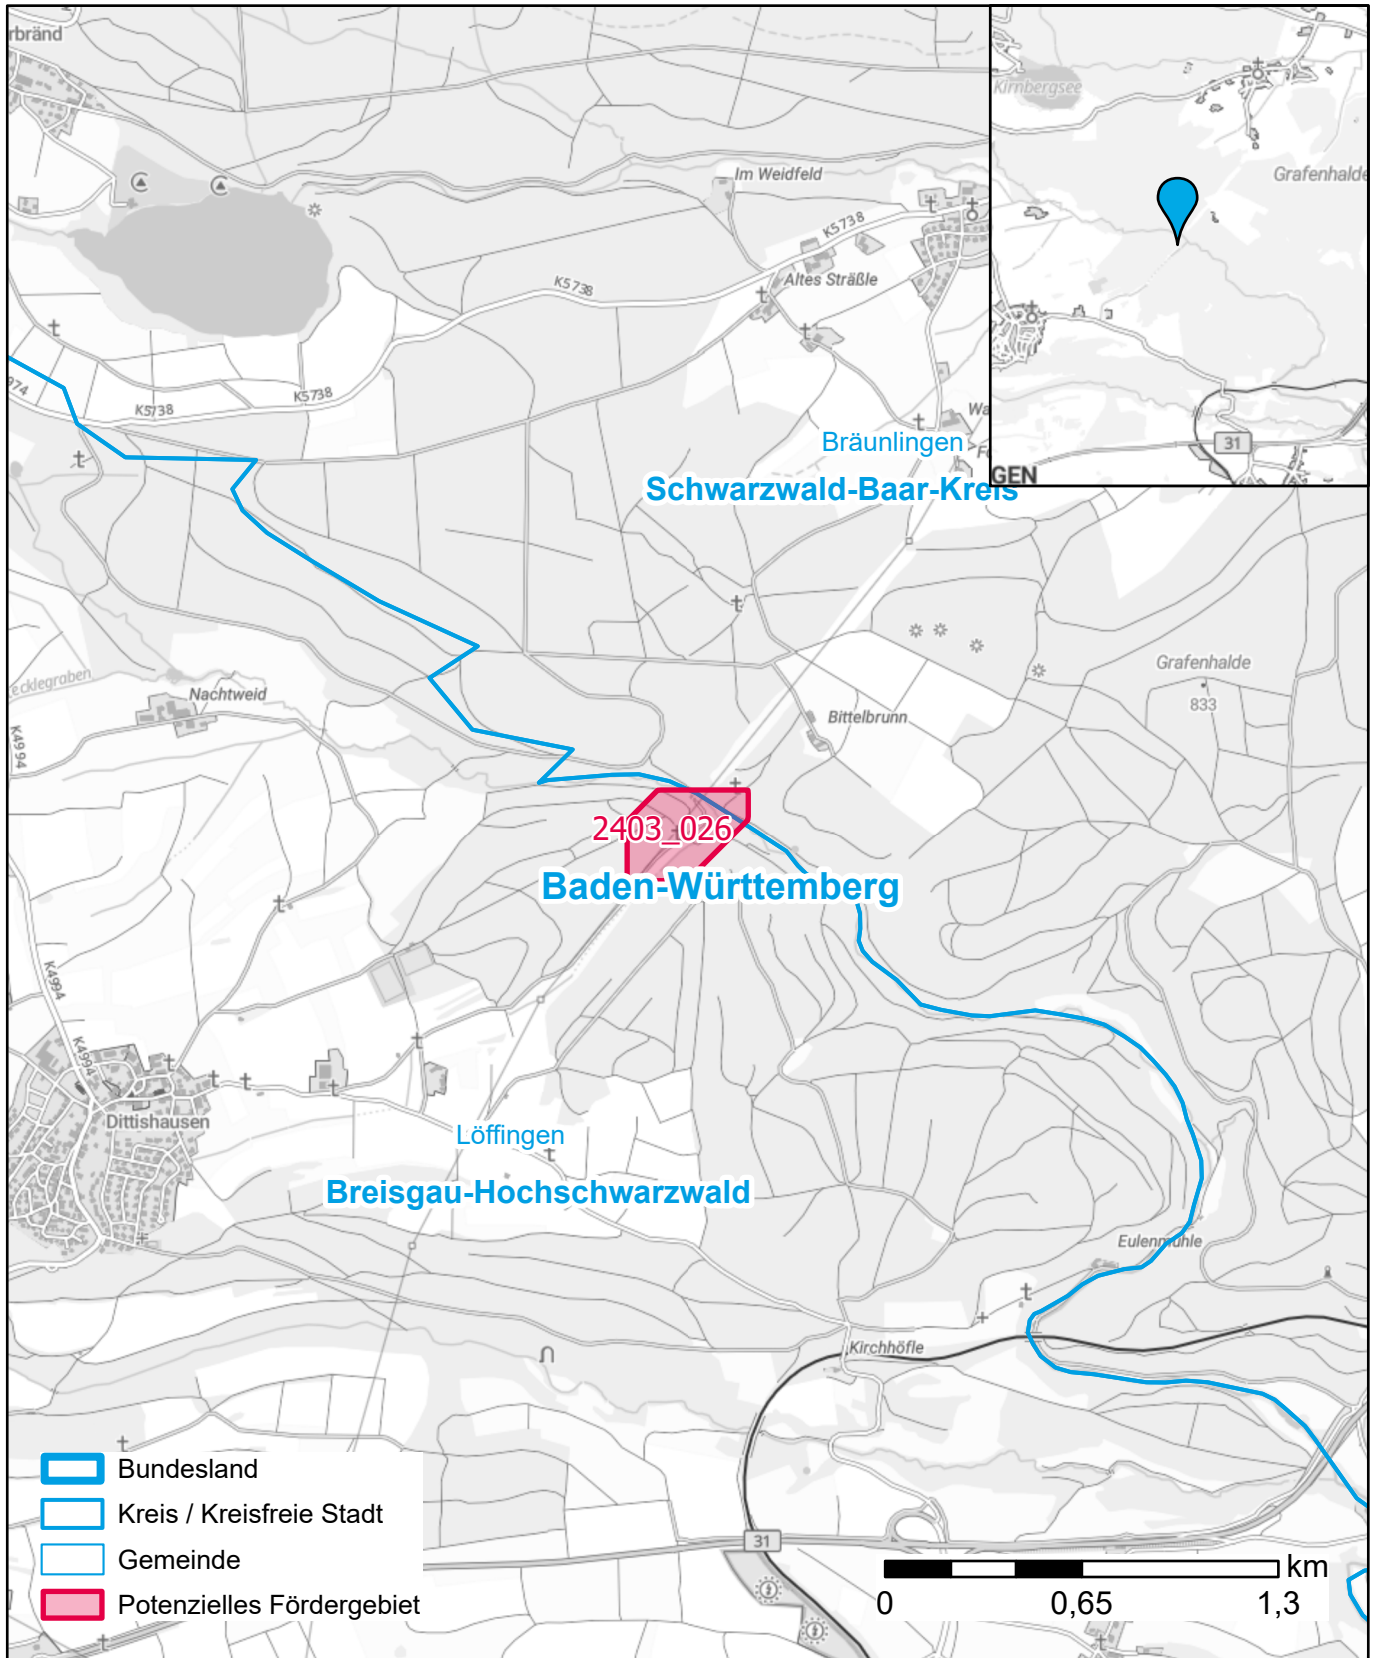 rbränd
Kirnbergsee
Grafenhalde
Im Weidfeld
K5738
Altes Sträßle
K5738
974
K5738
K5738
31
GEN
Bräunlingen
Schwarzwald-Baar-Kreis
Grafenhalde
833
ecklegraben
Nachtweid
Bittelbrunn
K4994
2403_026
Baden-Württemberg
K4994
K4994
Dittishausen
Löffingen
Breisgau-Hochschwarzwald
Eulenmühle
Kirchhöfle
31
Bundesland
Kreis / Kreisfreie Stadt
Gemeinde
Potenzielles Fördergebiet
km
0 0,65 1,3